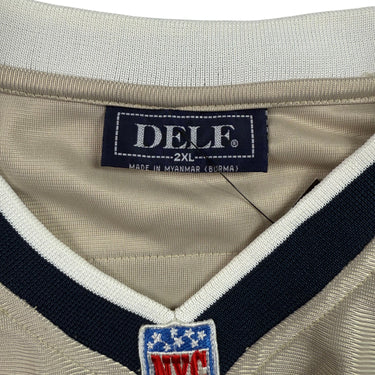 DELF®
2XL
MADE IN MYANMAR (BURMA)
NYC